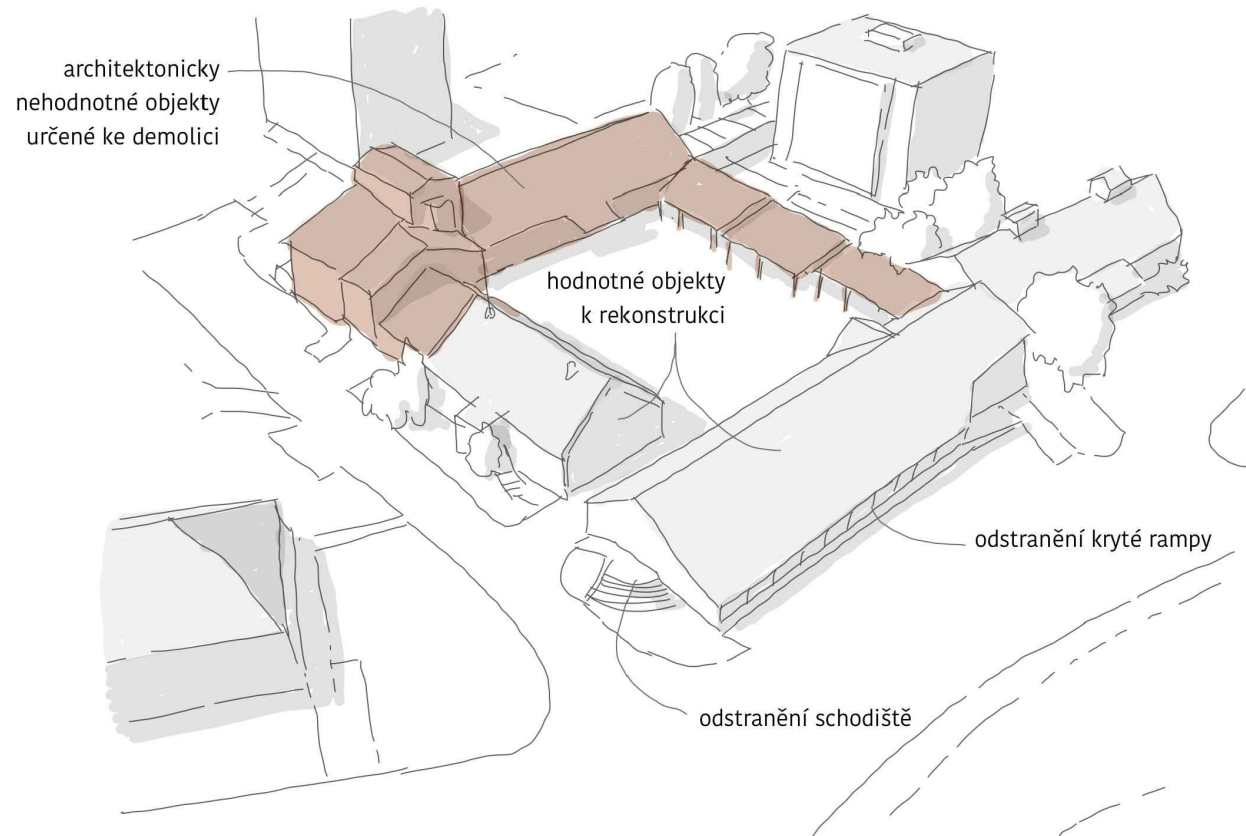 architektonicky
nehodnotné objekty
určené ke demolici
hodnotné objekty
k rekonstrukci
odstranění kryté rampy
odstranění schodiště